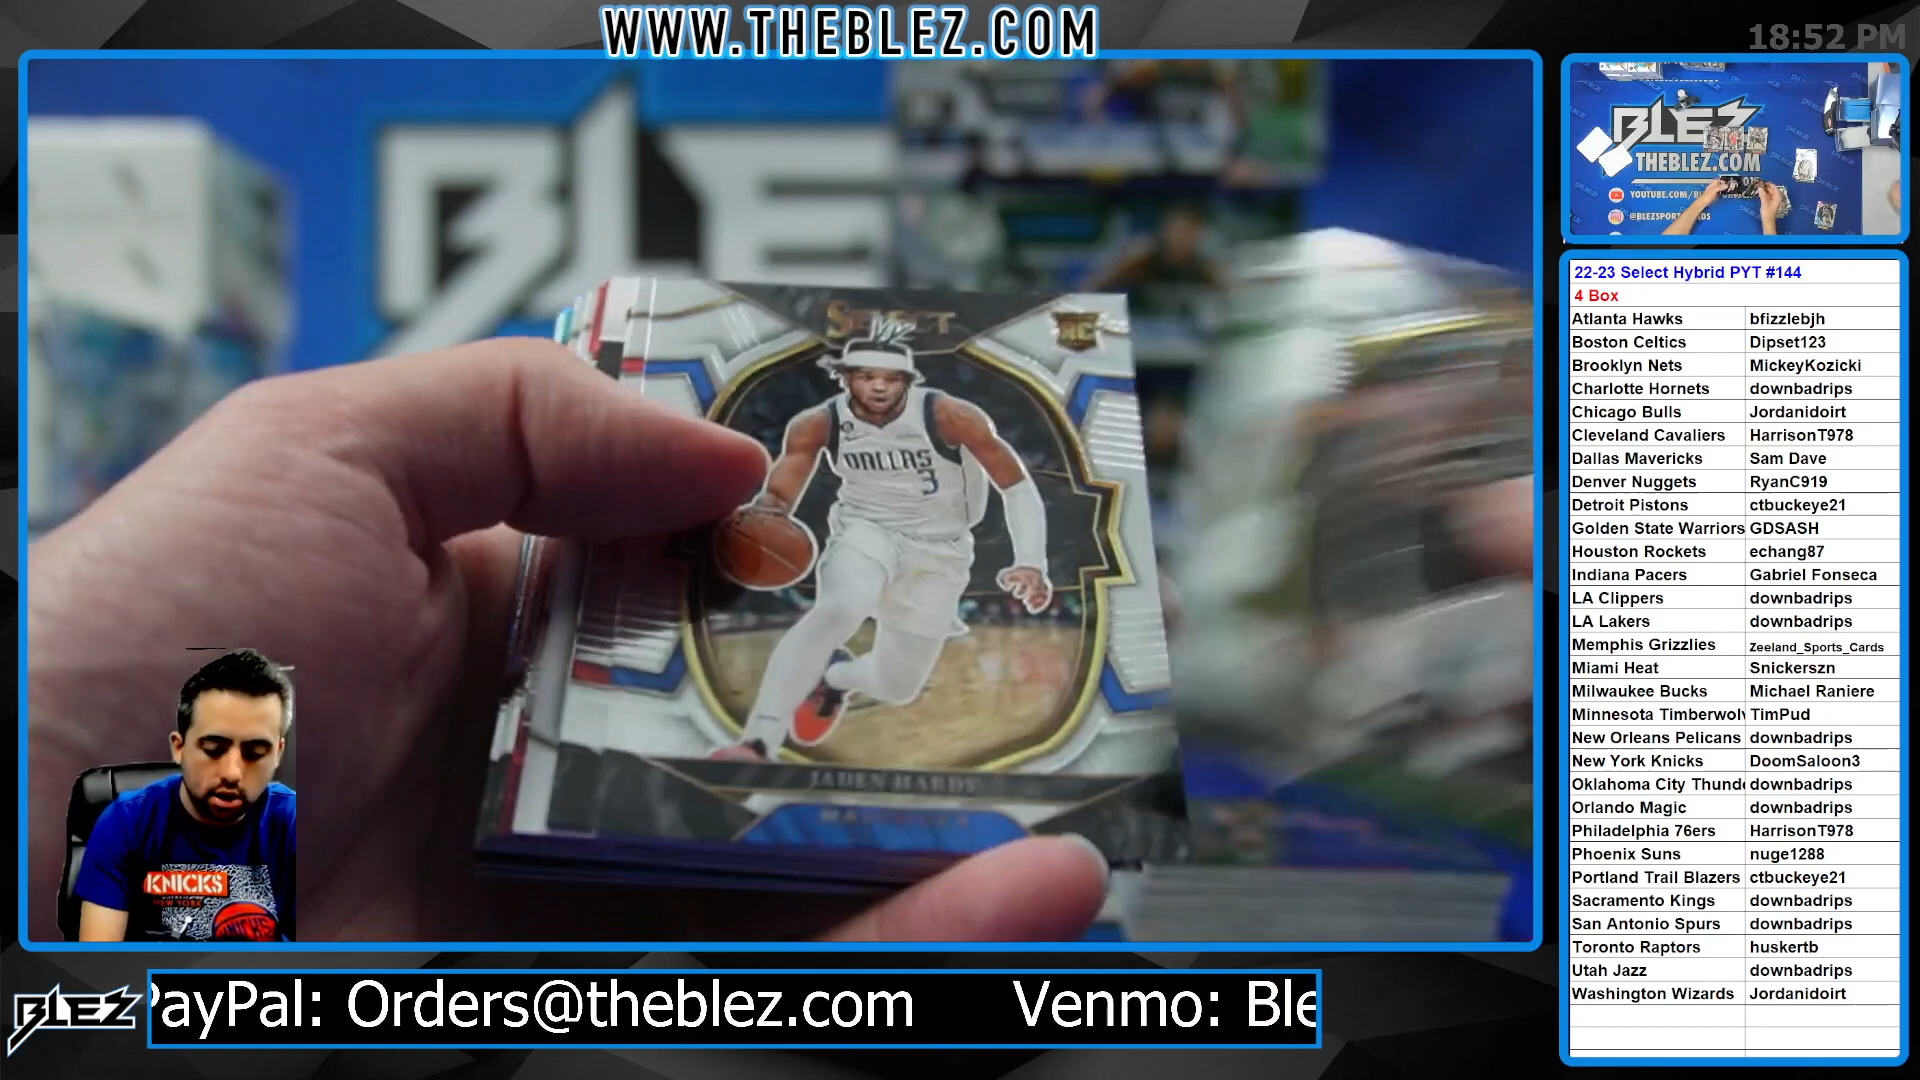 WWW.THEBLEZ.COM
18:52 PM
BLEZ
THEBLEZ.COM
@BLEZSPORTSCARDS
BLE
SELECT
RC
DALLAS
3
JADEN HARDY
MAVERICKS
KNICKS
NEW YORK
22-23 Select Hybrid PYT #144
4 Box
Atlanta Hawks bfizzlebjh
Boston Celtics Dipset123
Brooklyn Nets MickeyKozicki
Charlotte Hornets downbadrips
Chicago Bulls Jordanidoirt
Cleveland Cavaliers HarrisonT978
Dallas Mavericks Sam Dave
Denver Nuggets RyanC919
Detroit Pistons ctbuckeye21
Golden State Warriors GDSASH
Houston Rockets echang87
Indiana Pacers Gabriel Fonseca
LA Clippers downbadrips
LA Lakers downbadrips
Memphis Grizzlies Zeeland_Sports_Cards
Miami Heat Snickerszn
Milwaukee Bucks Michael Raniere
Minnesota Timberwolv TimPud
New Orleans Pelicans downbadrips
New York Knicks DoomSaloon3
Oklahoma City Thunde downbadrips
Orlando Magic downbadrips
Philadelphia 76ers HarrisonT978
Phoenix Suns nuge1288
Portland Trail Blazers ctbuckeye21
Sacramento Kings downbadrips
San Antonio Spurs downbadrips
Toronto Raptors huskertb
Utah Jazz downbadrips
Washington Wizards Jordanidoirt
BLEZ
PayPal: Orders@theblez.com Venmo: Ble